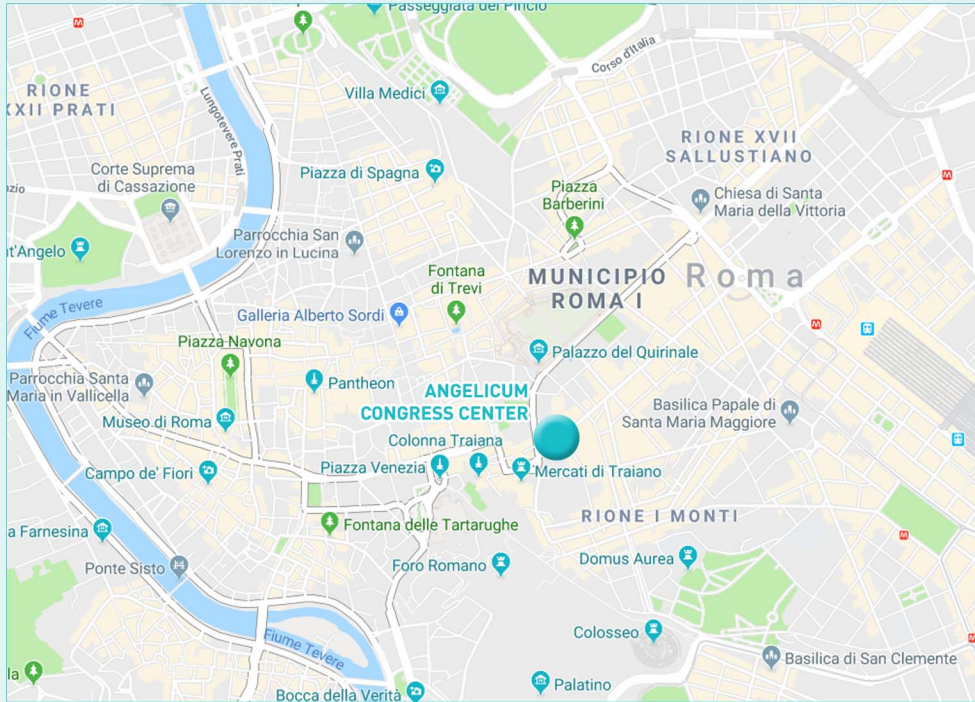 Passeggiata del Pincio
M
Corso d'Italia
RIONE
XXII PRATI
Lungotevere Prati
Villa Medici
RIONE XVII
SALLUSTIANO
Corte Suprema
di Cassazione
Piazza di Spagna
M
Piazza
Barberini
Chiesa di Santa
Maria della Vittoria
nt'Angelo
Parrocchia San
Lorenzo in Lucina
Fontana
di Trevi
MUNICIPIO
ROMA I
Roma
Fiume Tevere
Galleria Alberto Sordi
M
Piazza Navona
Palazzo del Quirinale
Parrocchia Santa
Maria in Vallicella
Pantheon
ANGELICUM
CONGRESS CENTER
Museo di Roma
Basilica Papale di
Santa Maria Maggiore
Colonna Traiana
Campo de' Fiori
Piazza Venezia
Mercati di Traiano
RIONE I MONTI
a Farnesina
Fontana delle Tartarughe
M
Ponte Sisto
Foro Romano
Domus Aurea
Colosseo
M
Fiume Tevere
Basilica di San Clemente
Palatino
Bocca della Verità